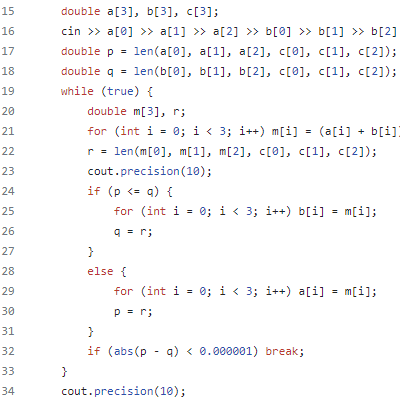 15 double a[3], b[3], c[3];
16 cin >> a[0] >> a[1] >> a[2] >> b[0] >> b[1] >> b[2]
17 double p = len(a[0], a[1], a[2], c[0], c[1], c[2]);
18 double q = len(b[0], b[1], b[2], c[0], c[1], c[2]);
19 while (true) {
20 double m[3], r;
21 for (int i = 0; i < 3; i++) m[i] = (a[i] + b[i]
22 r = len(m[0], m[1], m[2], c[0], c[1], c[2]);
23 cout.precision(10);
24 if (p <= q) {
25 for (int i = 0; i < 3; i++) b[i] = m[i];
26 q = r;
27 }
28 else {
29 for (int i = 0; i < 3; i++) a[i] = m[i];
30 p = r;
31 }
32 if (abs(p - q) < 0.000001) break;
33 }
34 cout.precision(10);